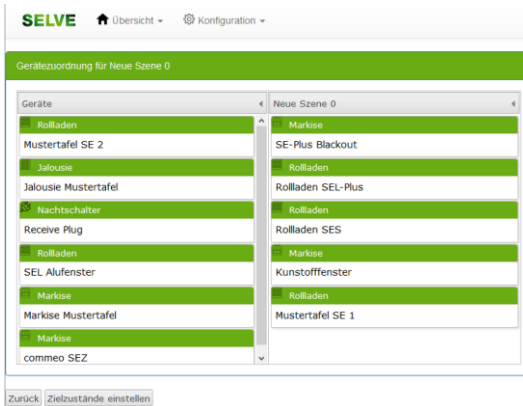 SELVE Übersicht Konfiguration
Gerätezuordnung für Neue Szene 0
Geräte
Rollladen
Mustertafel SE 2
Jalousie
Jalousie Mustertafel
Nachtschalter
Receive Plug
Rollladen
SEL Alufenster
Markise
Markise Mustertafel
Markise
commeo SEZ
Neue Szene 0
Markise
SE-Plus Blackout
Rollladen
Rollladen SEL-Plus
Rollladen
Rollladen SES
Markise
Kunstofffenster
Rollladen
Mustertafel SE 1
Zurück Zielzustände einstellen